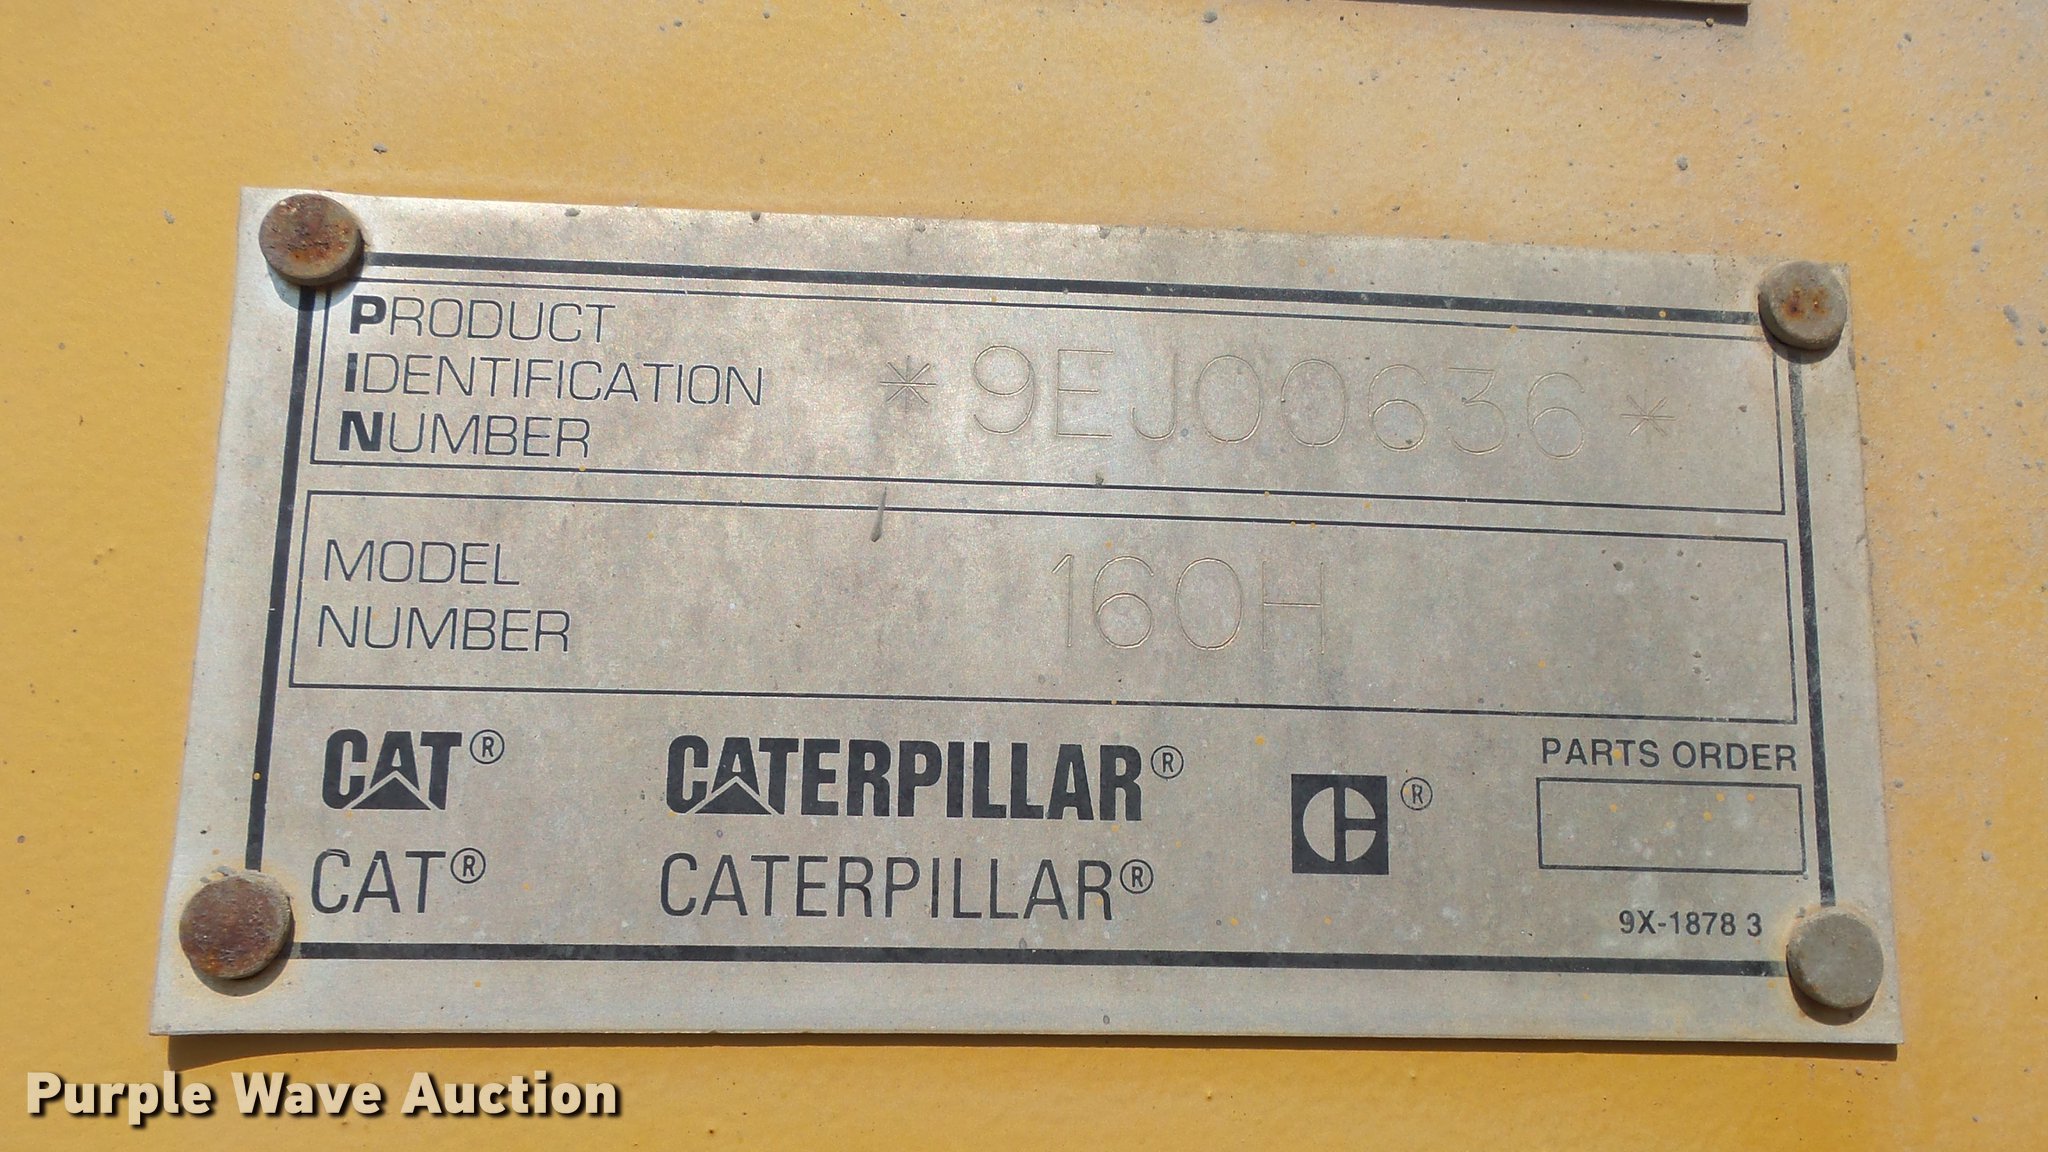 PRODUCT
IDENTIFICATION
NUMBER
*9EJ00636*
MODEL
NUMBER
160H
CAT® CATERPILLAR® ®
CAT® CATERPILLAR®
PARTS ORDER
9X-1878 3
Purple Wave Auction